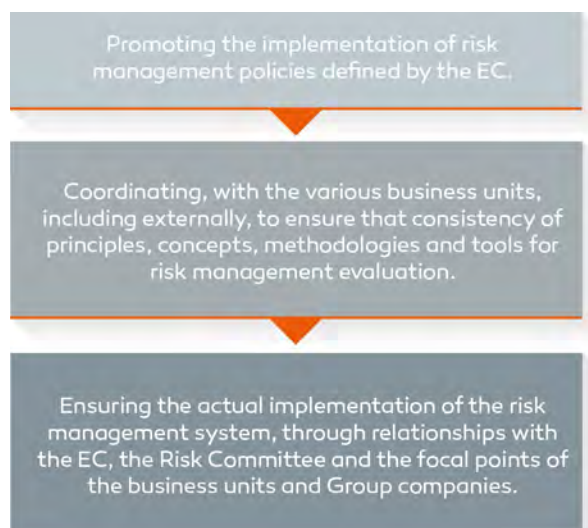 Promoting the implementation of risk
management policies defined by the EC.
Coordinating, with the various business units,
including externally, to ensure that consistency of
principles, concepts, methodologies and tools for
risk management evaluation.
Ensuring the actual implementation of the risk
management system, through relationships with
the EC, the Risk Committee and the focal points of
the business units and Group companies.